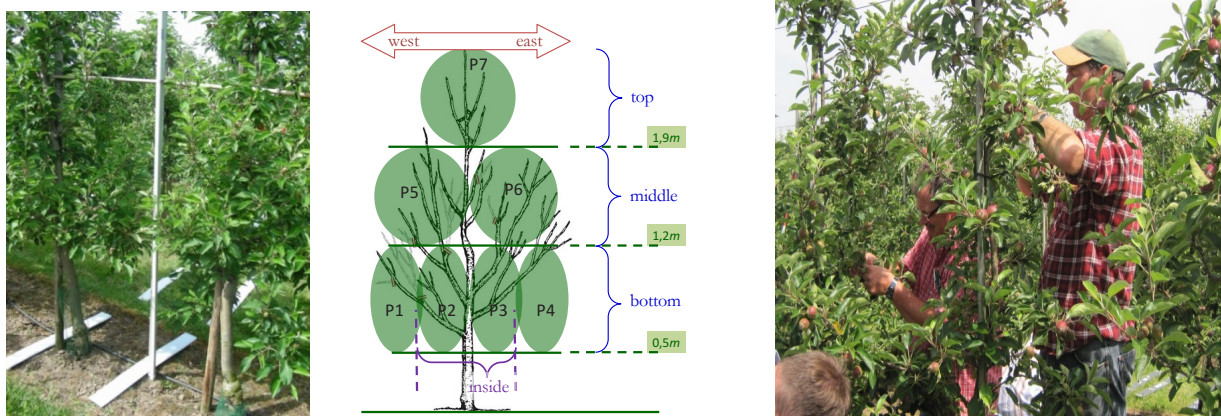 west
east
P7
top
1,9m
P5
P6
middle
1,2m
P1
P2
P3
P4
bottom
0,5m
inside